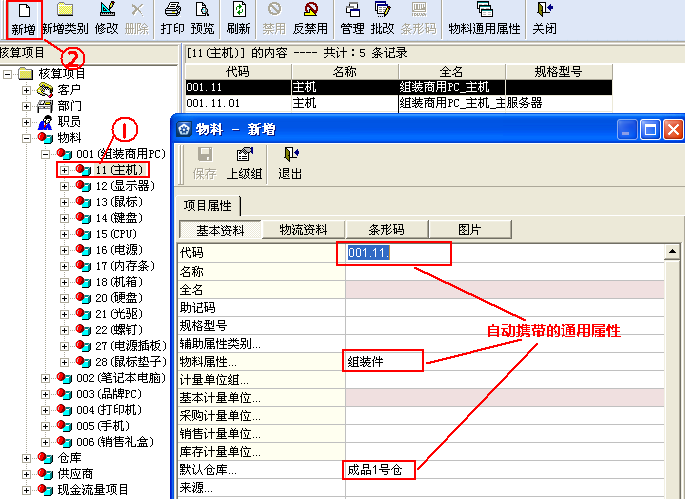 新增 新增类别 修改 删除 打印 预览 刷新 禁用 反禁用 管理 批改 条形码 物料通用属性 关闭
②
核算项目
[11(主机)] 的内容 ---- 共计:5 条记录
代码 名称 全名 规格型号
001.11 主机 组装商用PC_主机
001.11.01 主机 组装商用PC_主机_主服务器
核算项目
客户
部门
职员
①
物料
001(组装商用PC)
11(主机)
12(显示器)
13(鼠标)
14(键盘)
15(CPU)
16(电源)
17(内存条)
18(机箱)
20(硬盘)
21(光驱)
22(螺钉)
27(电源插板)
28(鼠标垫子)
002(笔记本电脑)
003(品牌PC)
004(打印机)
005(手机)
006(销售礼盒)
仓库
供应商
现金流量项目
物料 - 新增
保存 上级组 退出
项目属性
基本资料 物流资料 条形码 图片
代码 001.11.
名称
全名
助记码
规格型号
辅助属性类别...
物料属性... 组装件
计量单位组...
基本计量单位...
采购计量单位...
销售计量单位...
库存计量单位...
默认仓库... 成品1号仓
来源...
自动携带的通用属性